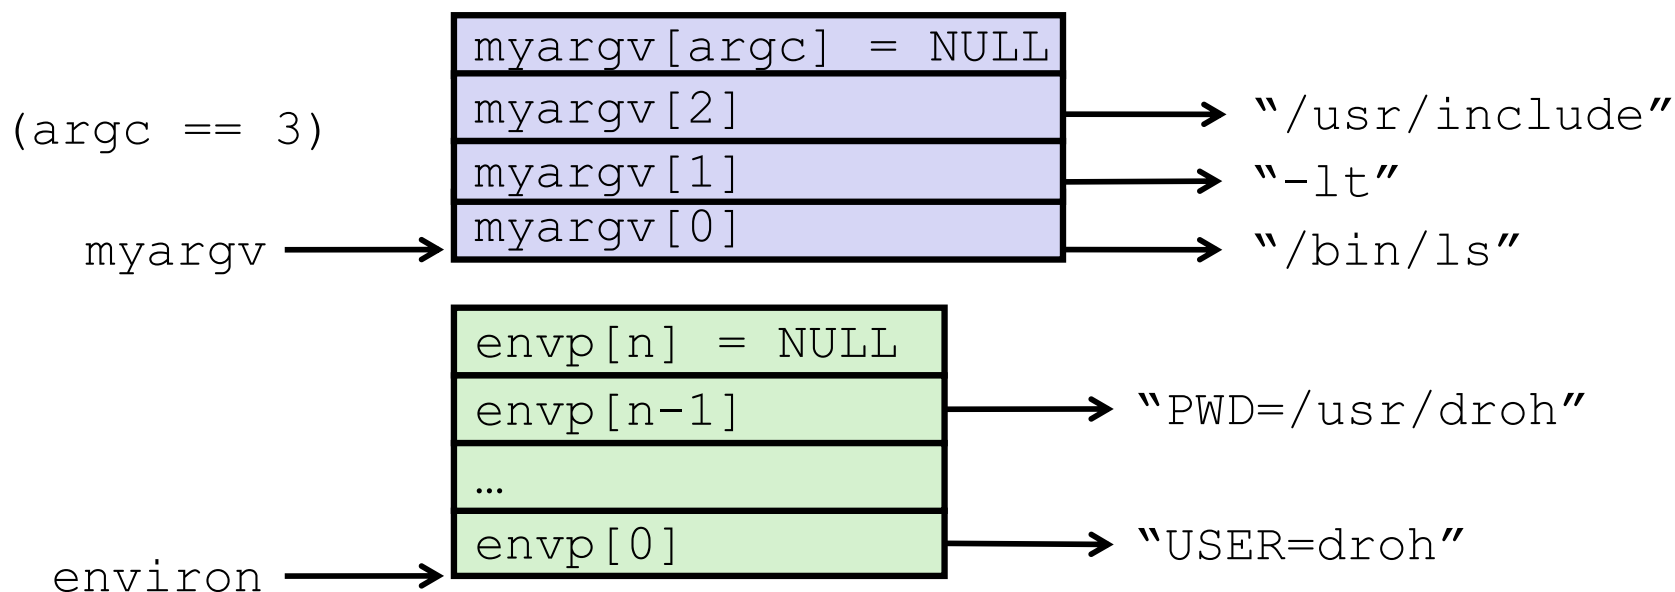 myargv[argc] = NULL
(argc == 3)
myargv[2]
“/usr/include”
myargv[1]
“-lt”
myargv
myargv[0]
“/bin/ls”
envp[n] = NULL
envp[n-1]
“PWD=/usr/droh”
…
environ
envp[0]
“USER=droh”